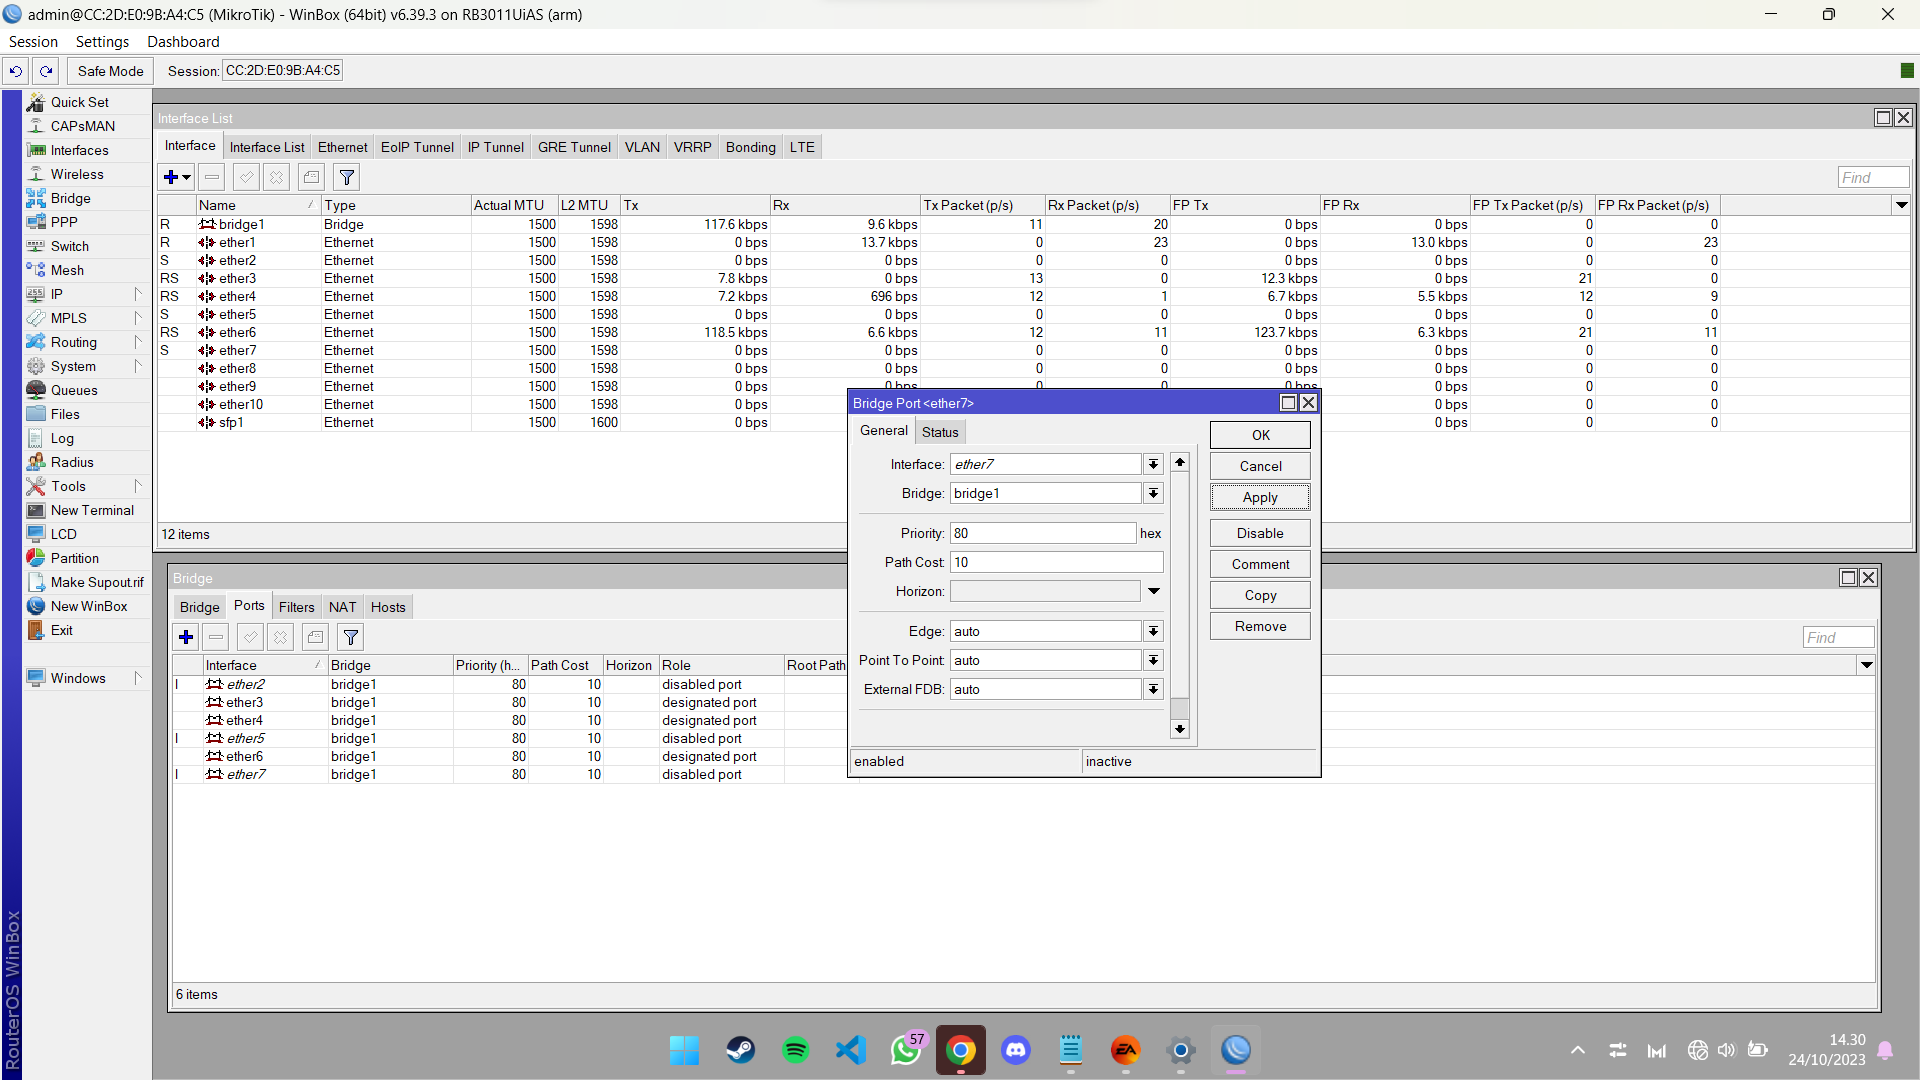 admin@CC:2D:E0:9B:A4:C5 (MikroTik) - WinBox (64bit) v6.39.3 on RB3011UiAS (arm)
Session Settings Dashboard
Safe Mode Session: CC:2D:E0:9B:A4:C5
Quick Set
CAPsMAN
Interfaces
Wireless
Bridge
PPP
Switch
Mesh
IP
MPLS
Routing
System
Queues
Files
Log
Radius
Tools
New Terminal
LCD
Partition
Make Supout.rif
New WinBox
Exit
Windows
RouterOS WinBox
Interface List
Interface Interface List Ethernet EoIP Tunnel IP Tunnel GRE Tunnel VLAN VRRP Bonding LTE
Find
Name Type Actual MTU L2 MTU Tx Rx Tx Packet (p/s) Rx Packet (p/s) FP Tx FP Rx FP Tx Packet (p/s) FP Rx Packet (p/s)
R bridge1 Bridge 1500 1598 117.6 kbps 9.6 kbps 11 20 0 bps 0 bps 0 0
R ether1 Ethernet 1500 1598 0 bps 13.7 kbps 0 23 0 bps 13.0 kbps 0 23
S ether2 Ethernet 1500 1598 0 bps 0 bps 0 0 0 bps 0 bps 0 0
RS ether3 Ethernet 1500 1598 7.8 kbps 0 bps 13 0 12.3 kbps 0 bps 21 0
RS ether4 Ethernet 1500 1598 7.2 kbps 696 bps 12 1 6.7 kbps 5.5 kbps 12 9
S ether5 Ethernet 1500 1598 0 bps 0 bps 0 0 0 bps 0 bps 0 0
RS ether6 Ethernet 1500 1598 118.5 kbps 6.6 kbps 12 11 123.7 kbps 6.3 kbps 21 11
S ether7 Ethernet 1500 1598 0 bps 0 bps 0 0 0 bps 0 bps 0 0
ether8 Ethernet 1500 1598 0 bps 0 bps 0 0 0 bps 0 bps 0 0
ether9 Ethernet 1500 1598 0 bps 0 bps 0 0 0 bps 0 bps 0 0
ether10 Ethernet 1500 1598 0 bps 0 bps 0 0
sfp1 Ethernet 1500 1600 0 bps 0 bps 0 0
12 items
Bridge Port <ether7>
General Status
Interface: ether7
Bridge: bridge1
Priority: 80 hex
Path Cost: 10
Horizon:
Edge: auto
Point To Point: auto
External FDB: auto
enabled inactive
OK
Cancel
Apply
Disable
Comment
Copy
Remove
Bridge
Bridge Ports Filters NAT Hosts
Find
Interface Bridge Priority (h... Path Cost Horizon Role Root Path
I ether2 bridge1 80 10 disabled port
ether3 bridge1 80 10 designated port
ether4 bridge1 80 10 designated port
I ether5 bridge1 80 10 disabled port
ether6 bridge1 80 10 designated port
I ether7 bridge1 80 10 disabled port
6 items
57
EA
14.30
24/10/2023